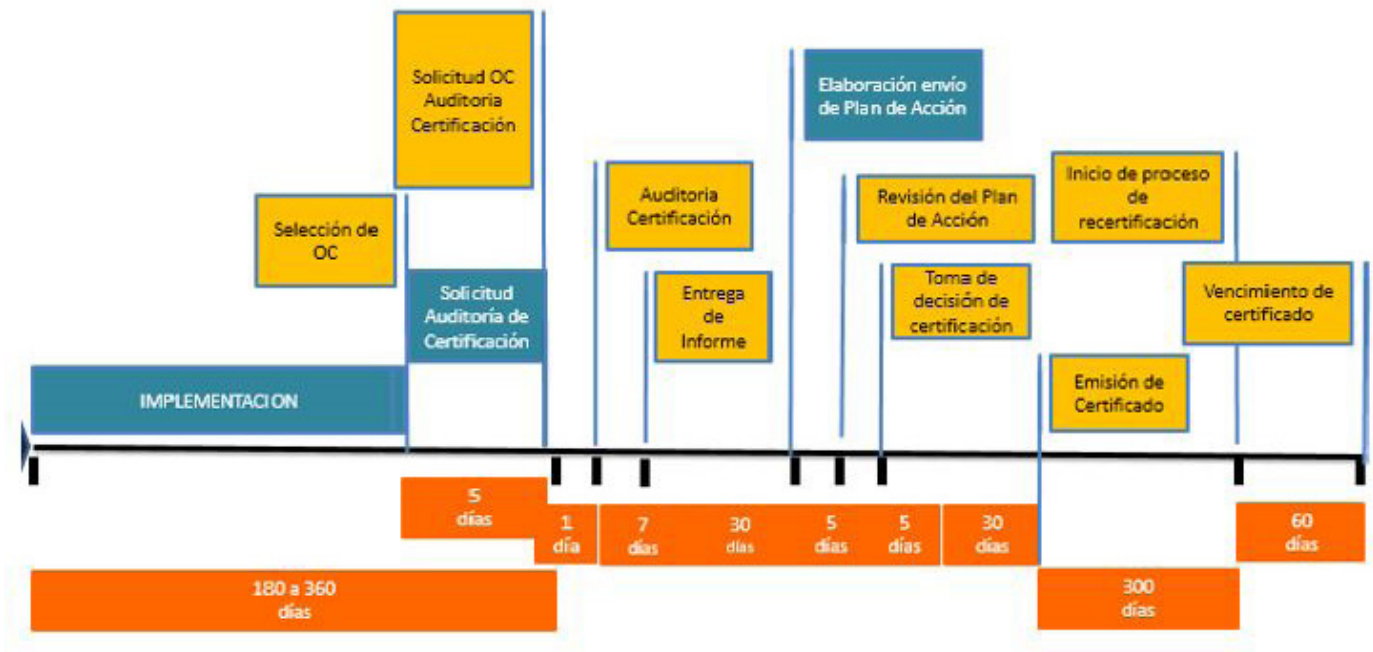 Solicitud OC
Auditoria
Certificación
Elaboración envío
de Plan de Acción
Selección de
OC
Auditoria
Certificación
Revisión del Plan
de Acción
Inicio de proceso
de
recertificación
Solicitud
Auditoría de
Certificación
Entrega
de
Informe
Toma de
decisión de
certificación
Vencimiento de
certificado
IMPLEMENTACION
Emisión de
Certificado
5
días
1
día
7
días
30
días
5
días
5
días
30
días
60
días
180 a 360
días
300
días